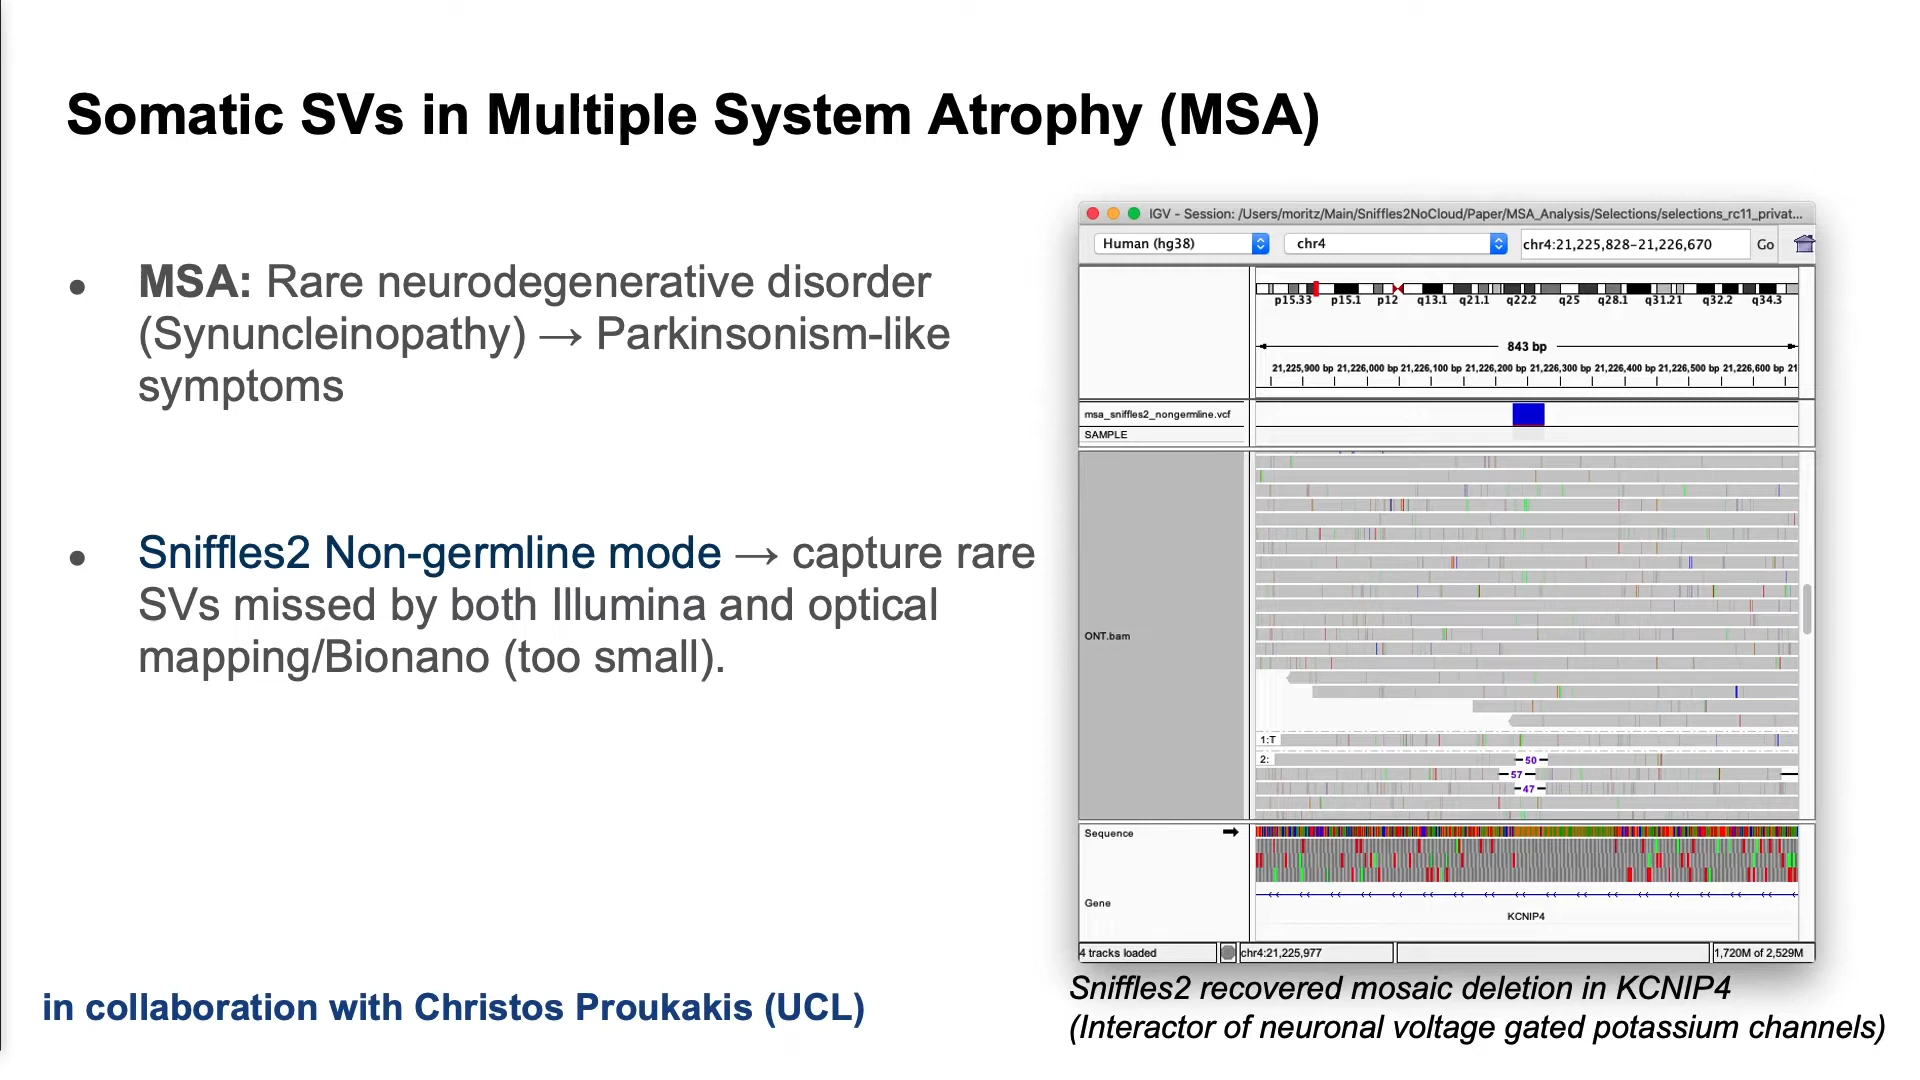 Somatic SVs in Multiple System Atrophy (MSA)
● MSA: Rare neurodegenerative disorder
(Synuncleinopathy) → Parkinsonism-like
symptoms
● Sniffles2 Non-germline mode → capture rare
SVs missed by both Illumina and optical
mapping/Bionano (too small).
in collaboration with Christos Proukakis (UCL)
IGV - Session: /Users/moritz/Main/Sniffles2NoCloud/Paper/MSA_Analysis/Selections/selections_rc11_privat...
Human (hg38) chr4 chr4:21,225,828-21,226,670 Go
p15.33 p15.1 p12 q13.1 q21.1 q22.2 q25 q28.1 q31.21 q32.2 q34.3
843 bp
21,225,900 bp 21,226,000 bp 21,226,100 bp 21,226,200 bp 21,226,300 bp 21,226,400 bp 21,226,500 bp 21,226,600 bp 21
msa_sniffles2_nongermline.vcf
SAMPLE
ONT.bam
1:T
2:
50
57
47
Sequence
Gene
KCNIP4
4 tracks loaded chr4:21,225,977 1,720M of 2,529M
Sniffles2 recovered mosaic deletion in KCNIP4
(Interactor of neuronal voltage gated potassium channels)